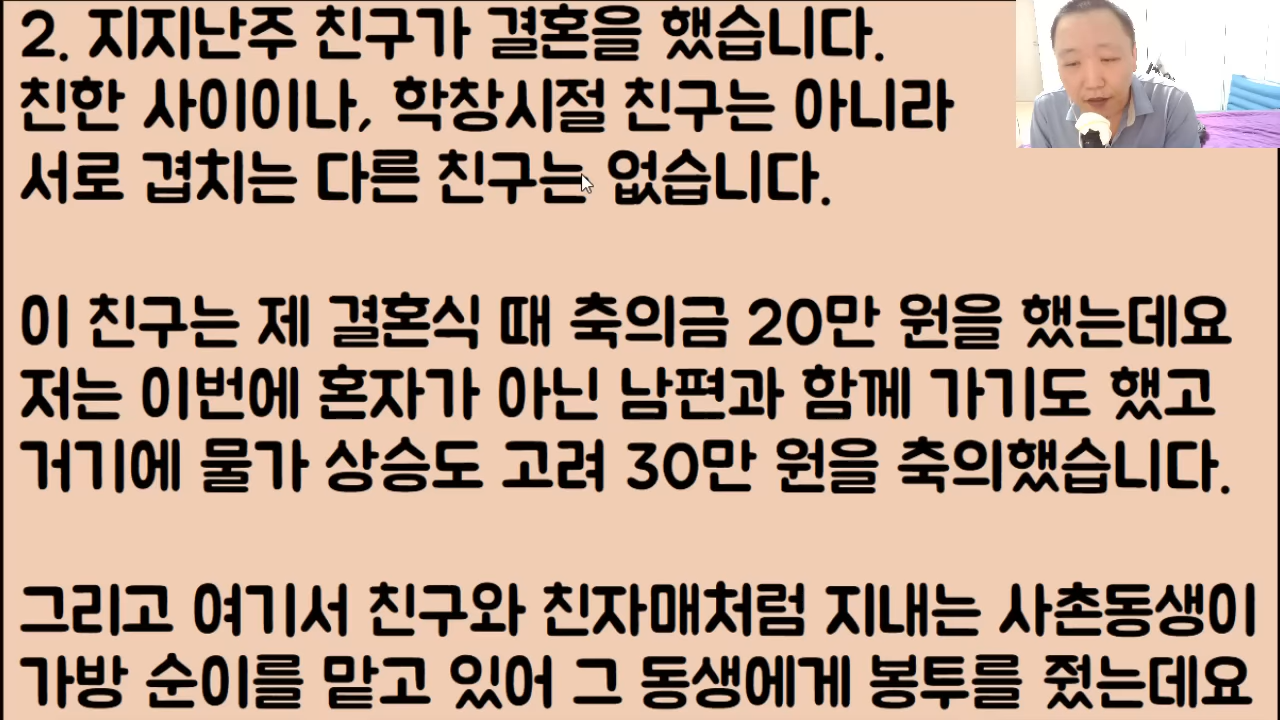 2. 지지난주 친구가 결혼을 했습니다.
친한 사이이나, 학창시절 친구는 아니라
서로 겹치는 다른 친구는 없습니다.
이 친구는 제 결혼식 때 축의금 20만 원을 했는데요
저는 이번에 혼자가 아닌 남편과 함께 가기도 했고
거기에 물가 상승도 고려 30만 원을 축의했습니다.
그리고 여기서 친구와 친자매처럼 지내는 사촌동생이
가방 순이를 맡고 있어 그 동생에게 봉투를 줬는데요